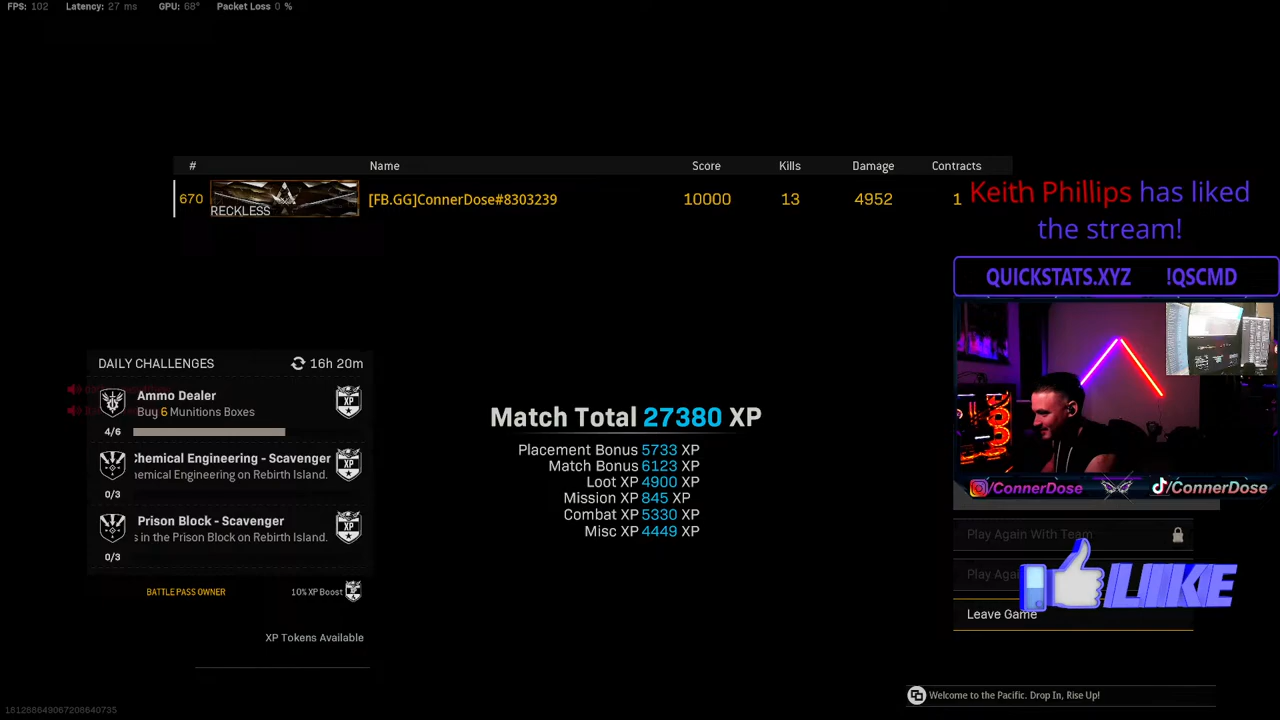 FPS: 102 Latency: 27 ms GPU: 68° Packet Loss 0 %
# Name Score Kills Damage Contracts
670 RECKLESS [FB.GG]ConnerDose#8303239 10000 13 4952 1
Keith Phillips has liked
the stream!
QUICKSTATS.XYZ !QSCMD
/ConnerDose /ConnerDose
DAILY CHALLENGES 16h 20m
Ammo Dealer
Buy 6 Munitions Boxes
4/6
Chemical Engineering - Scavenger
hemical Engineering on Rebirth Island.
0/3
Prison Block - Scavenger
s in the Prison Block on Rebirth Island.
0/3
BATTLE PASS OWNER 10% XP Boost
XP Tokens Available
Match Total 27380 XP
Placement Bonus 5733 XP
Match Bonus 6123 XP
Loot XP 4900 XP
Mission XP 845 XP
Combat XP 5330 XP
Misc XP 4449 XP
Play Again With Team
Play Again
LIKE
Leave Game
Welcome to the Pacific. Drop In, Rise Up!